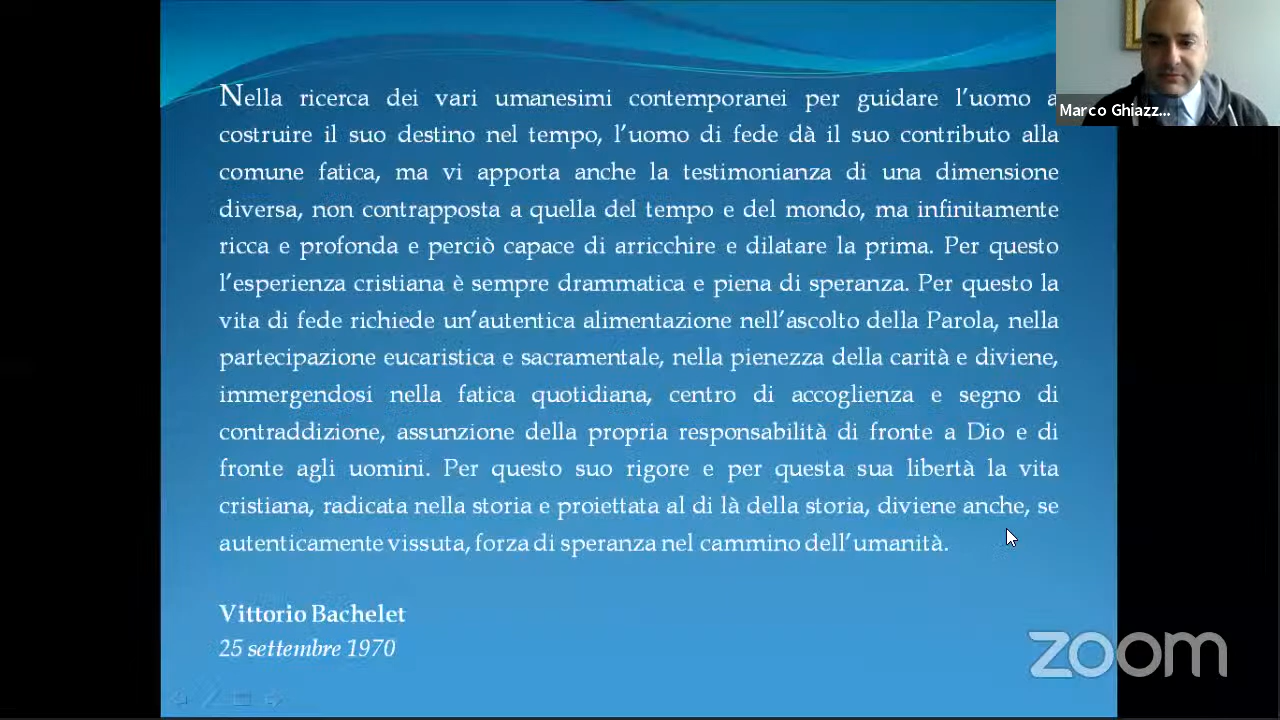 Nella ricerca dei vari umanesimi contemporanei per guidare l'uomo a
costruire il suo destino nel tempo, l'uomo di fede dà il suo contributo alla
comune fatica, ma vi apporta anche la testimonianza di una dimensione
diversa, non contrapposta a quella del tempo e del mondo, ma infinitamente
ricca e profonda e perciò capace di arricchire e dilatare la prima. Per questo
l'esperienza cristiana è sempre drammatica e piena di speranza. Per questo la
vita di fede richiede un'autentica alimentazione nell'ascolto della Parola, nella
partecipazione eucaristica e sacramentale, nella pienezza della carità e diviene,
immergendosi nella fatica quotidiana, centro di accoglienza e segno di
contraddizione, assunzione della propria responsabilità di fronte a Dio e di
fronte agli uomini. Per questo suo rigore e per questa sua libertà la vita
cristiana, radicata nella storia e proiettata al di là della storia, diviene anche, se
autenticamente vissuta, forza di speranza nel cammino dell'umanità.
Vittorio Bachelet
25 settembre 1970
Marco Ghiazz...
zoom